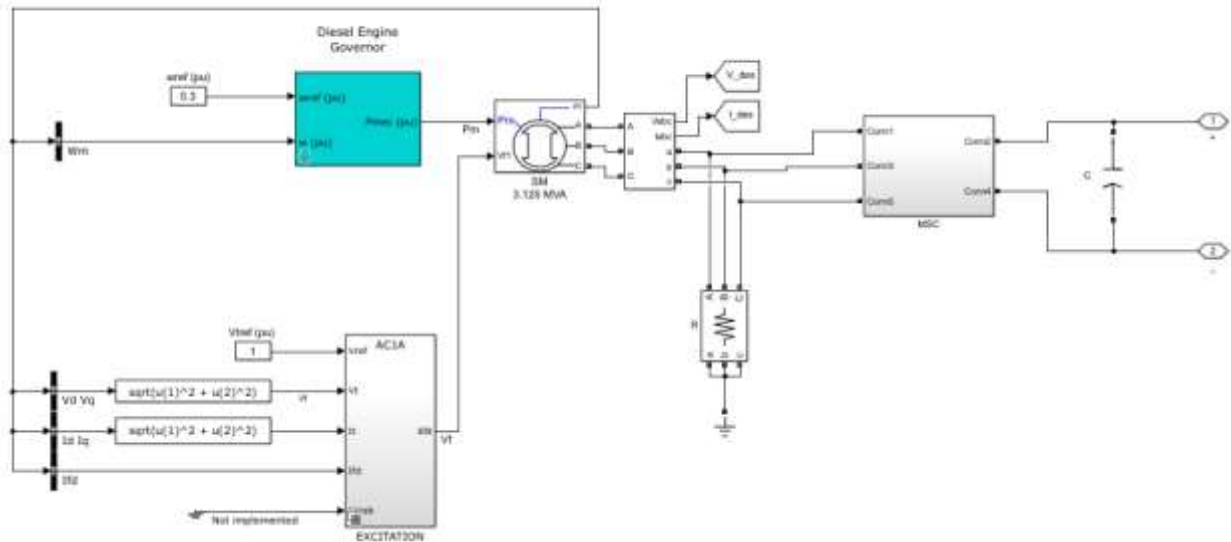 Diesel Engine
Governor
wref (pu)
0.3
wref (pu)
Pmec (pu)
w (pu)
Wm
Pm
Pm
Vf
m
A
B
C
SM
3.125 MVA
A
B
C
Vabc
Iabc
a
b
c
V_des
I_des
Conn1
Conn3
Conn5
Conn2
Conn4
MSC
C
1
+
2
-
R
A
B
C
Vtref (pu)
1
AC1A
Vref
Vd Vq
sqrt(u(1)^2 + u(2)^2)
Vt
Vt
Id Iq
sqrt(u(1)^2 + u(2)^2)
It
Efd
Vf
Ifd
Ifd
Not implemented
Vstab
EXCITATION